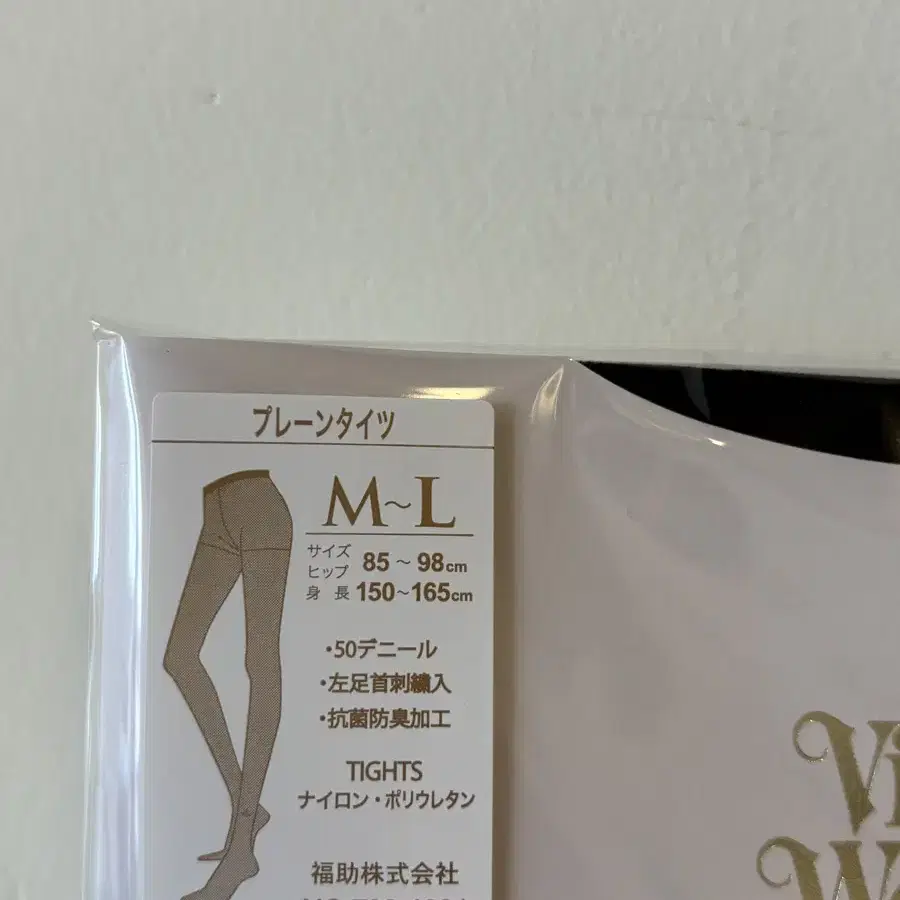 プレーンタイツ
M~L
サイズ
ヒップ 85~98cm
身長 150~165cm
・50デニール
・左足首刺繍入
・抗菌防臭加工
TIGHTS
ナイロン・ポリウレタン
福助株式会社
Vi